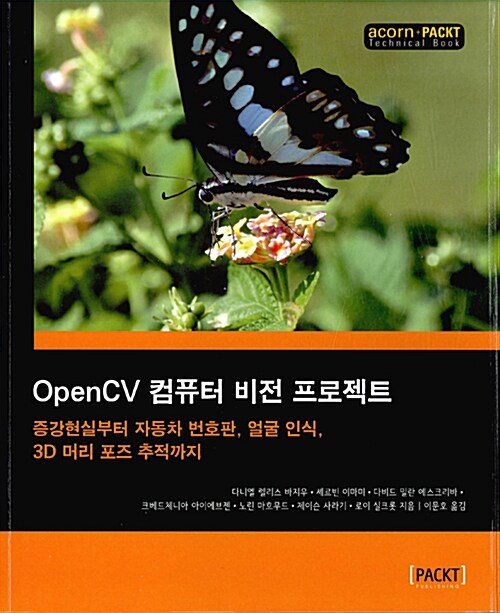 acorn+PACKT
Technical Book
OpenCV 컴퓨터 비전 프로젝트
증강현실부터 자동차 번호판, 얼굴 인식,
3D 머리 포즈 추적까지
다니엘 렐리스 바지우 • 셰르빈 이마미 • 다비드 밀란 에스크리바 •
크베드체니아 아이에브젠 • 노린 마흐무드 • 제이슨 사라기 • 로이 실크롯 지음 | 이문호 옮김
[PACKT]
PUBLISHING